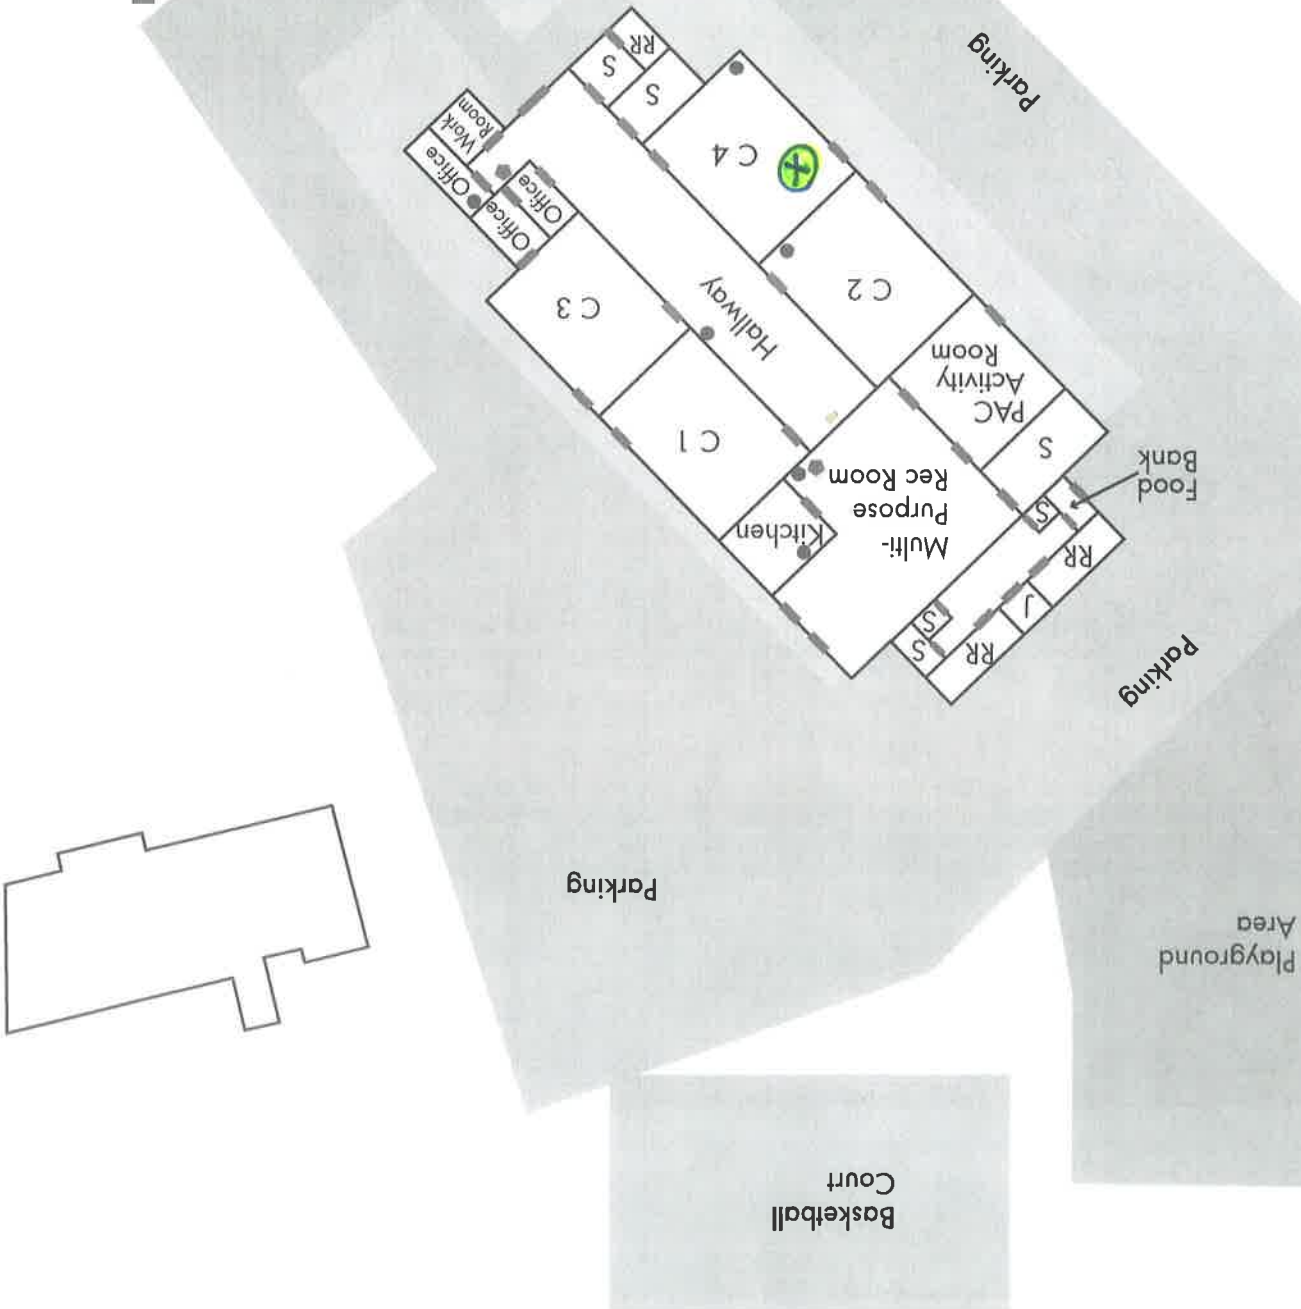 Basketball
Court
Playground
Area
Parking
Parking
RR
S
S
J
RR
S
Food
Bank
Multi-
Purpose
Rec Room
Kitchen
S
PAC
Activity
Room
C 1
Hallway
C 2
C 3
C 4
Office
Office
Office
Work
Room
S
S
RR
Parking